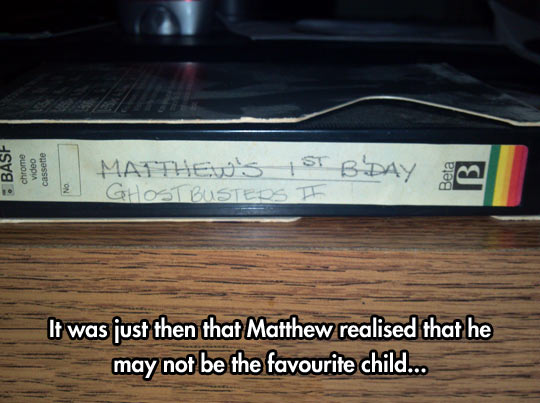 BASF
chrome
video
cassette
No.
MATTHEW'S 1ST B'DAY
GHOSTBUSTERS II
Beta
B
It was just then that Matthew realised that he
may not be the favourite child...